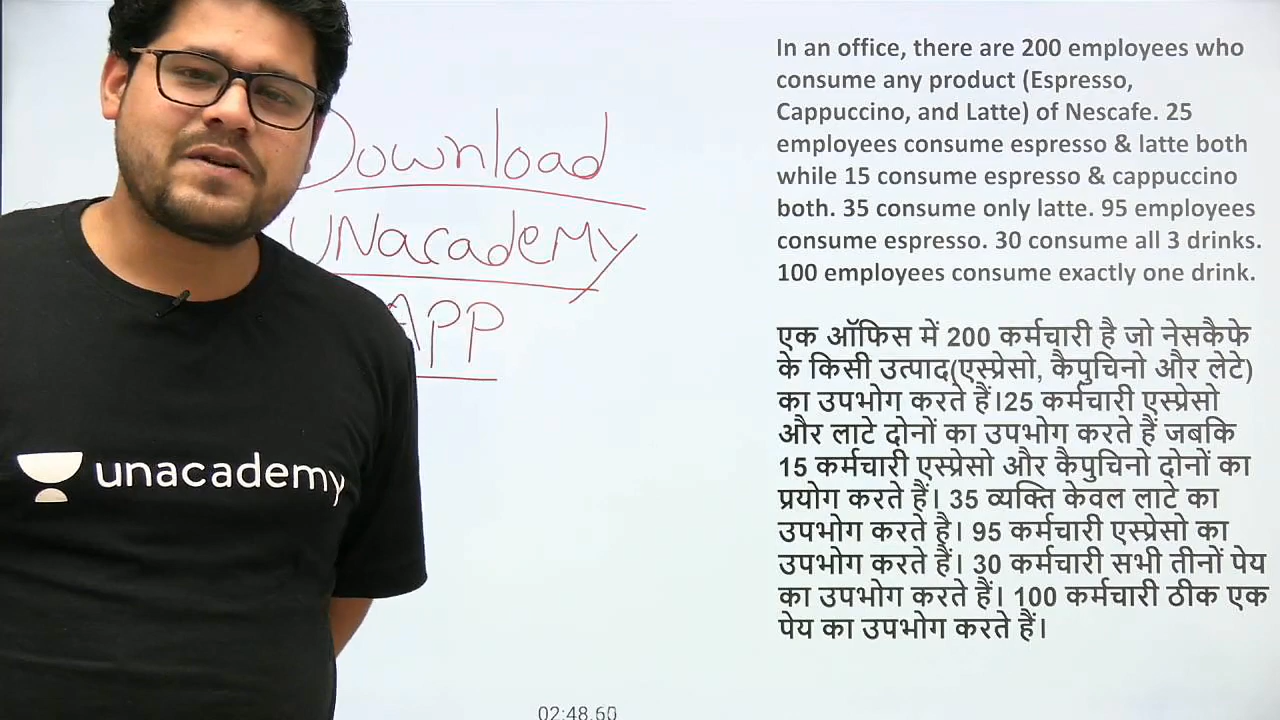 Download
UNacademy
APP
unacademy
In an office, there are 200 employees who
consume any product (Espresso,
Cappuccino, and Latte) of Nescafe. 25
employees consume espresso & latte both
while 15 consume espresso & cappuccino
both. 35 consume only latte. 95 employees
consume espresso. 30 consume all 3 drinks.
100 employees consume exactly one drink.
एक ऑफिस में 200 कर्मचारी है जो नेसकैफे
के किसी उत्पाद(एस्प्रेसो, कैपुचिनो और लेटे)
का उपभोग करते हैं।25 कर्मचारी एस्प्रेसो
और लाटे दोनों का उपभोग करते हैं जबकि
15 कर्मचारी एस्प्रेसो और कैपुचिनो दोनों का
प्रयोग करते हैं। 35 व्यक्ति केवल लाटे का
उपभोग करते है। 95 कर्मचारी एस्प्रेसो का
उपभोग करते हैं। 30 कर्मचारी सभी तीनों पेय
का उपभोग करते हैं। 100 कर्मचारी ठीक एक
पेय का उपभोग करते हैं।
02:48.60